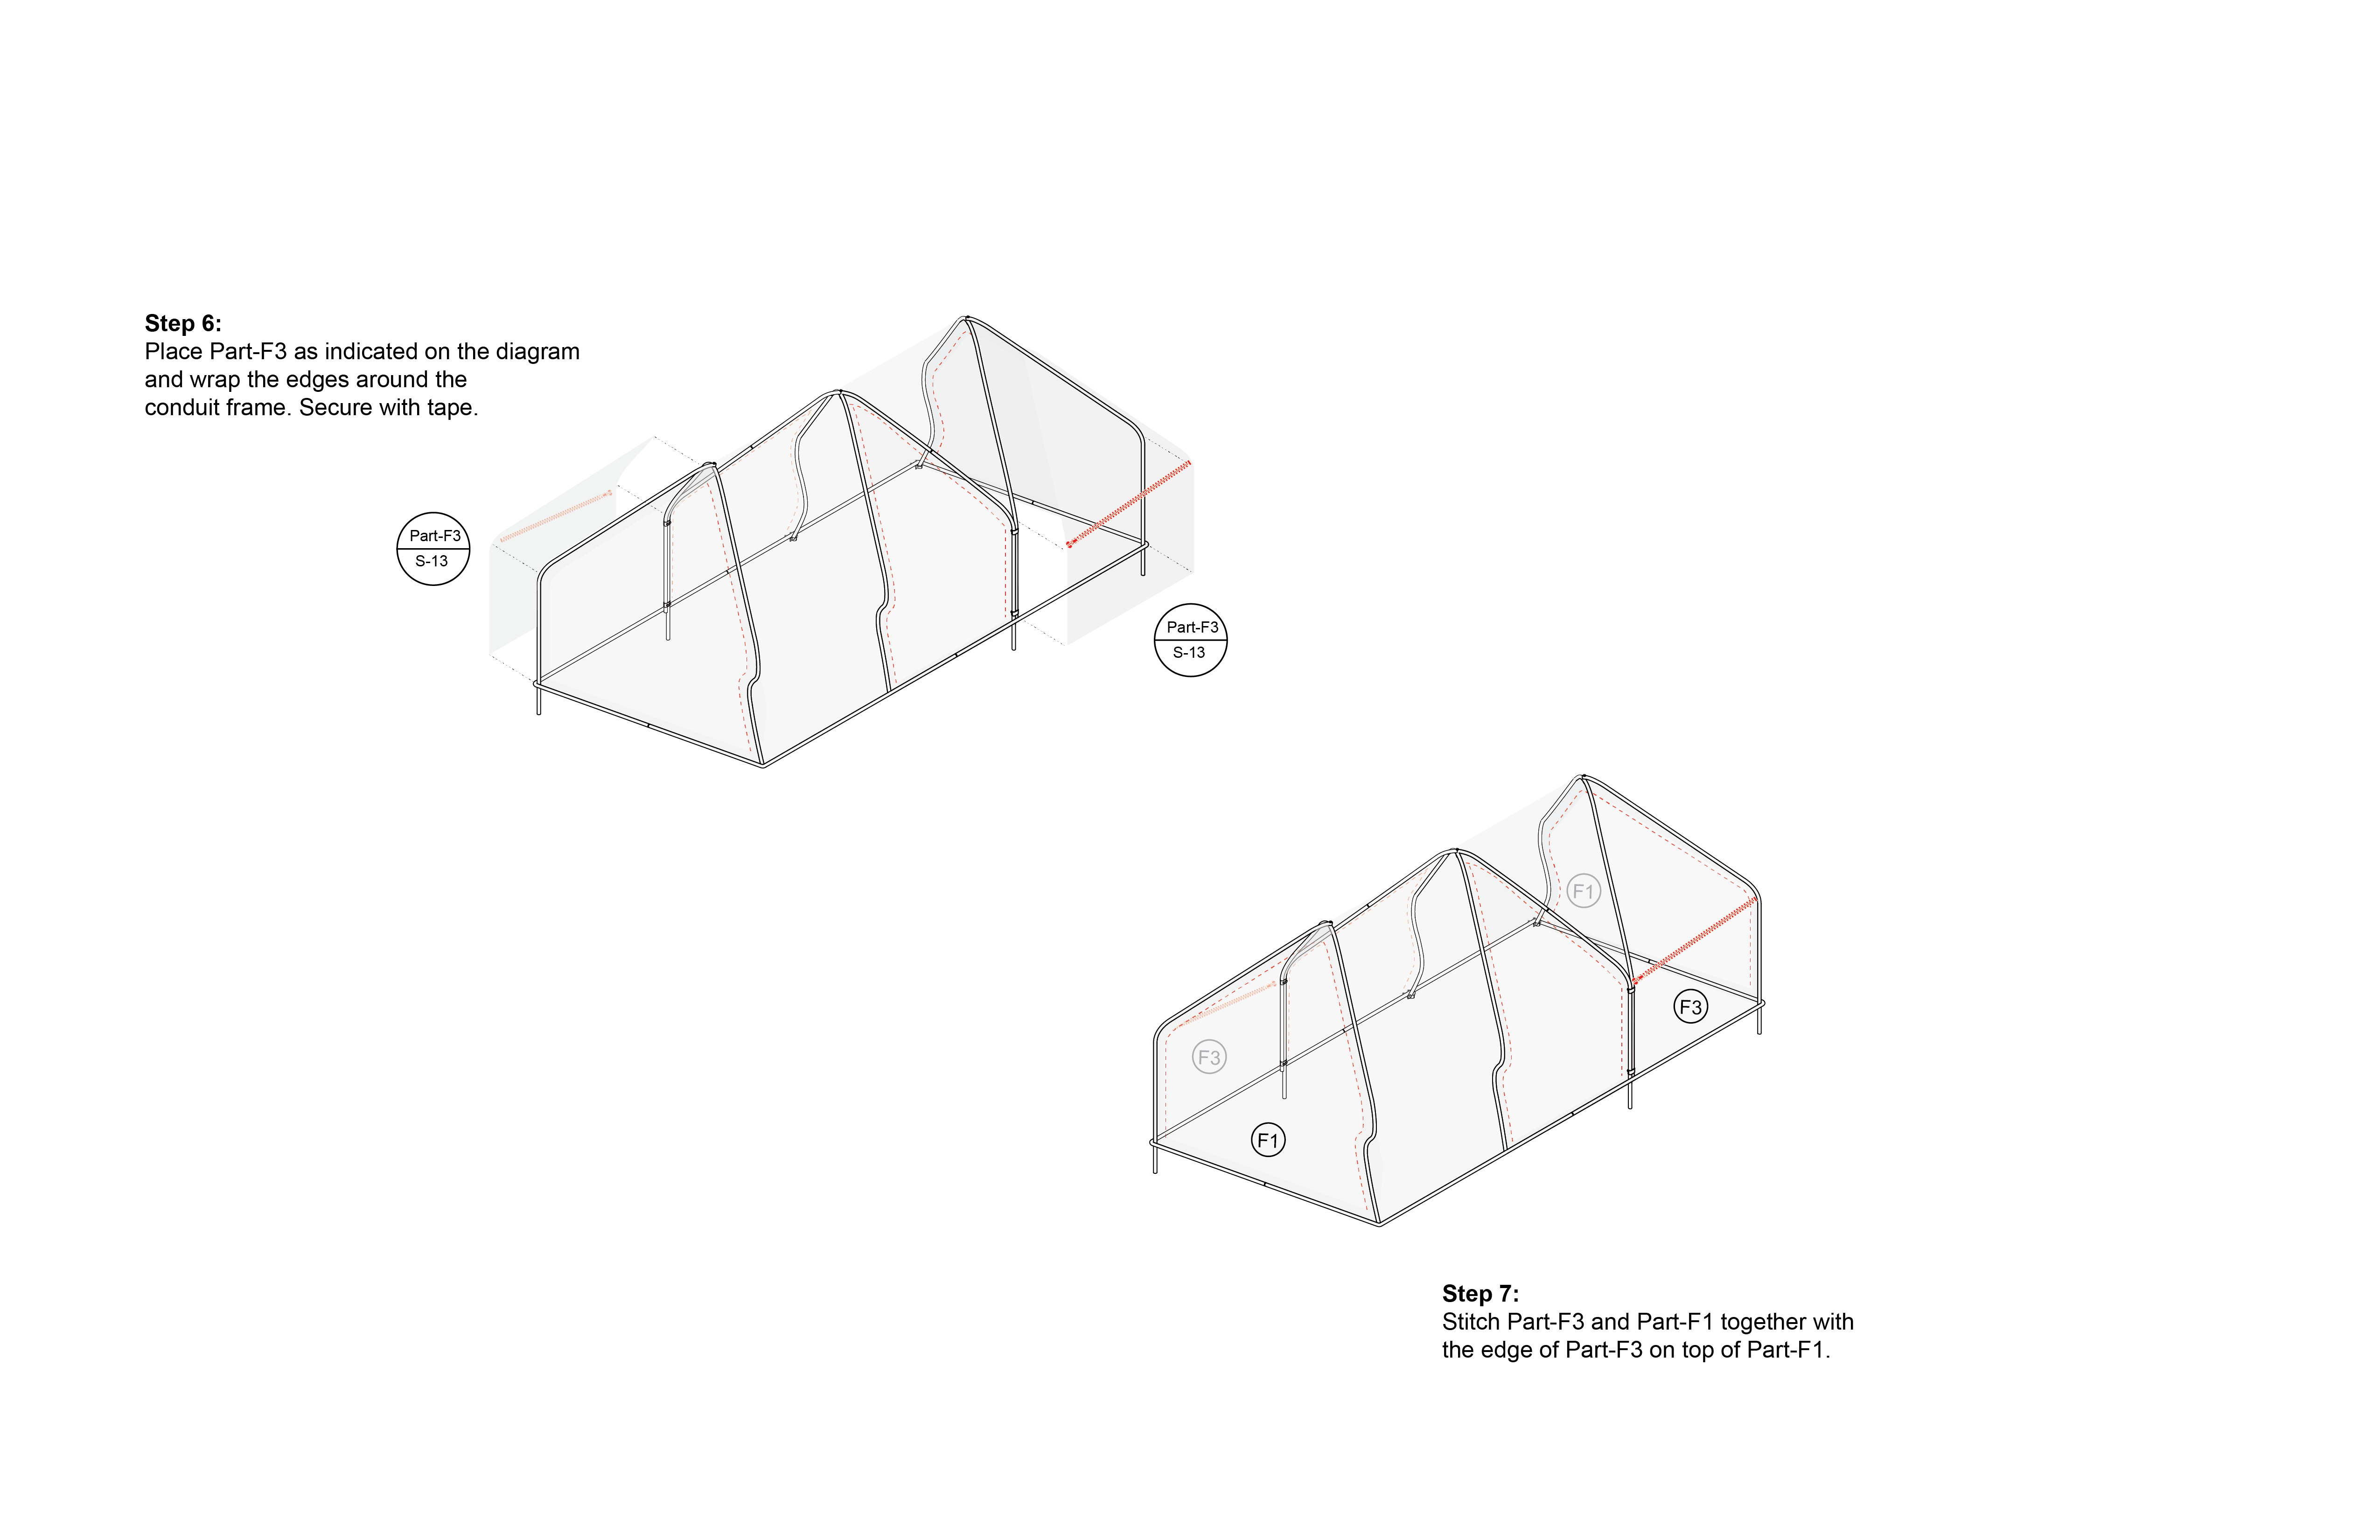 Step 6:
Place Part-F3 as indicated on the diagram
and wrap the edges around the
conduit frame. Secure with tape.
Part-F3
S-13
Part-F3
S-13
F1
F3
F3
F1
Step 7:
Stitch Part-F3 and Part-F1 together with
the edge of Part-F3 on top of Part-F1.